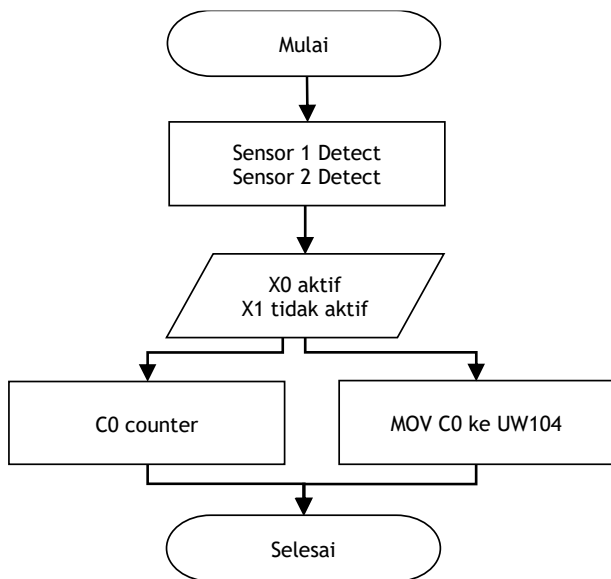 Mulai
Sensor 1 Detect
Sensor 2 Detect
X0 aktif
X1 tidak aktif
C0 counter
MOV C0 ke UW104
Selesai